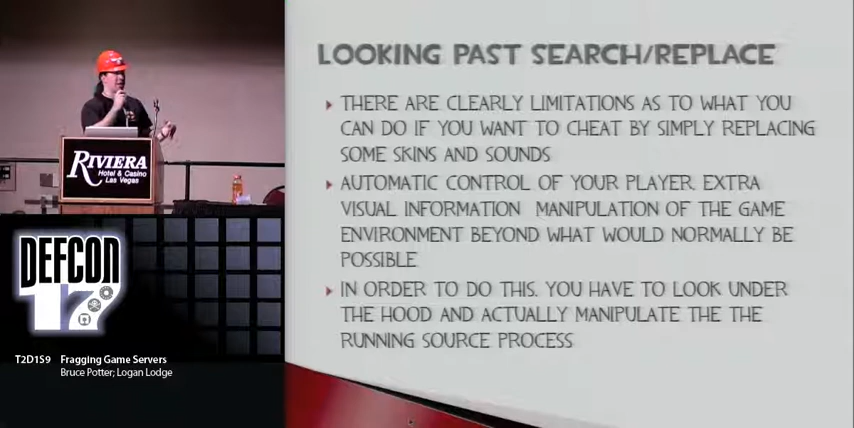 LOOKING PAST SEARCH/REPLACE
THERE ARE CLEARLY LIMITATIONS AS TO WHAT YOU
CAN DO IF YOU WANT TO CHEAT BY SIMPLY REPLACING
SOME SKINS AND SOUNDS
AUTOMATIC CONTROL OF YOUR PLAYER. EXTRA
VISUAL INFORMATION MANIPULATION OF THE GAME
ENVIRONMENT BEYOND WHAT WOULD NORMALLY BE
POSSIBLE
IN ORDER TO DO THIS, YOU HAVE TO LOOK UNDER
THE HOOD AND ACTUALLY MANIPULATE THE THE
RUNNING SOURCE PROCESS
RIVIERA
Hotel & Casino
Las Vegas
DEFCON
17
T2D1S9 Fragging Game Servers
Bruce Potter; Logan Lodge